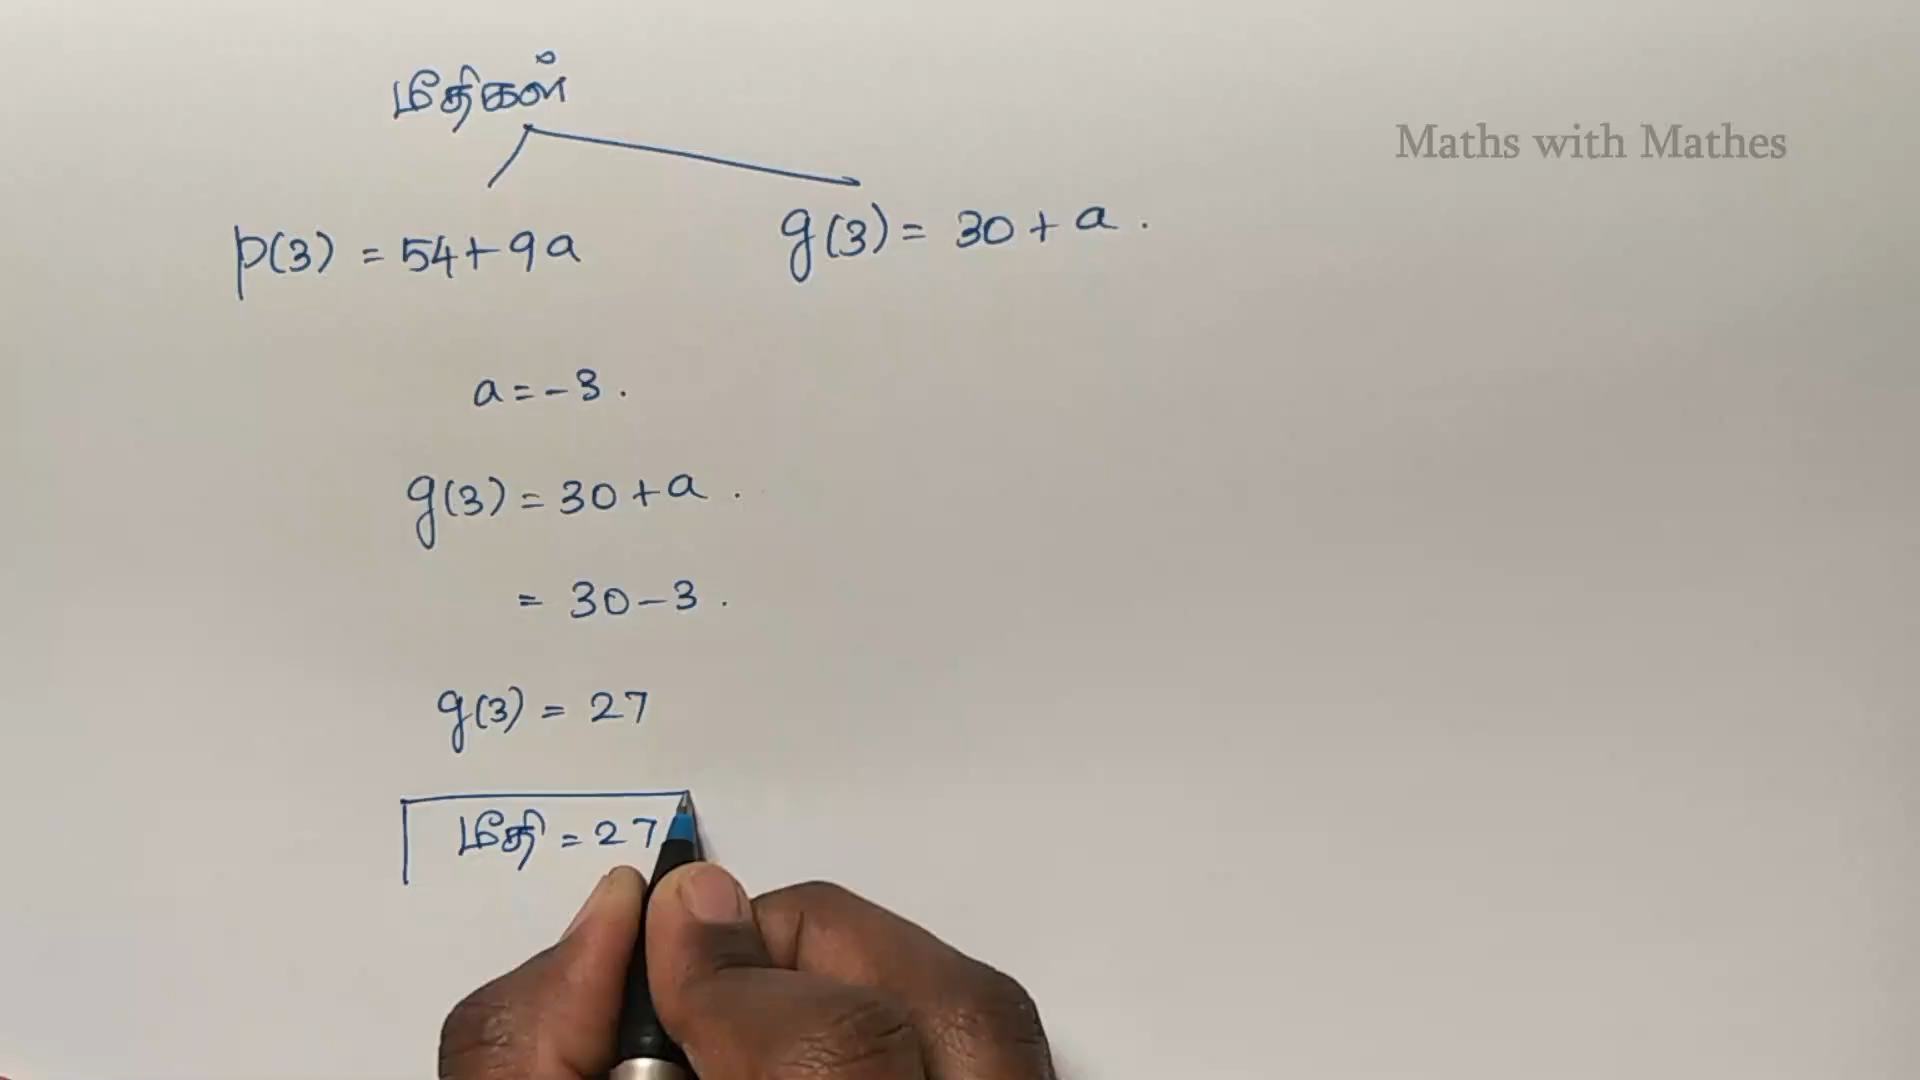 மீதிகள்
Maths with Mathes
p(3) = 54+9a g(3) = 30+a.
a=-3.
g(3) = 30+a.
= 30-3.
g(3) = 27
மீதி = 27